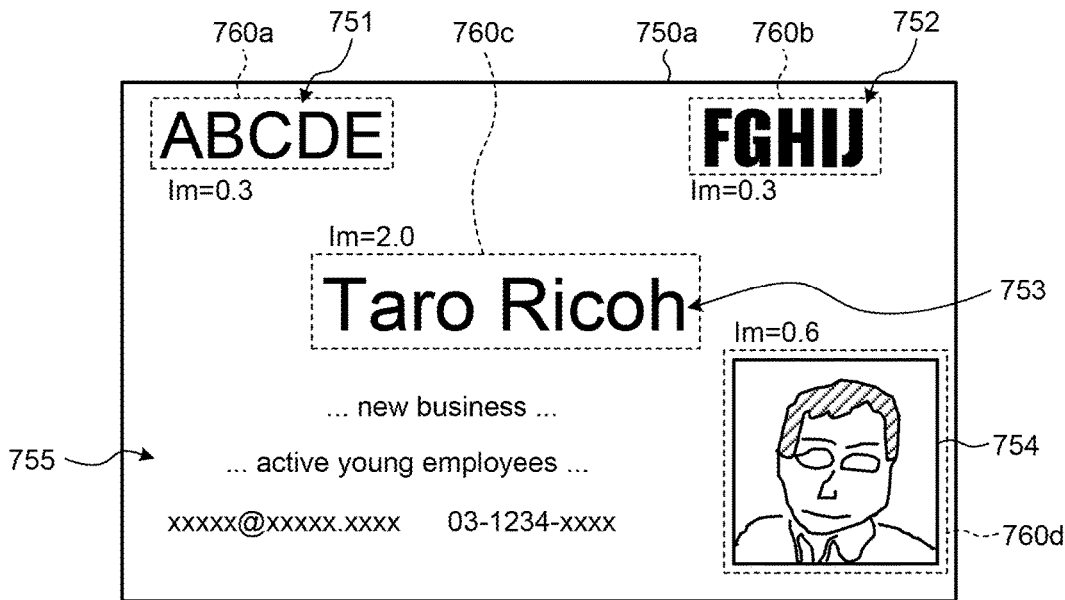 760a 751 760c 750a 760b 752
ABCDE FGHIJ
Im=0.3 Im=0.3
Im=2.0
Taro Ricoh
753
Im=0.6
... new business ...
754
755
... active young employees ...
xxxxx@xxxxx.xxxx 03-1234-xxxx
760d